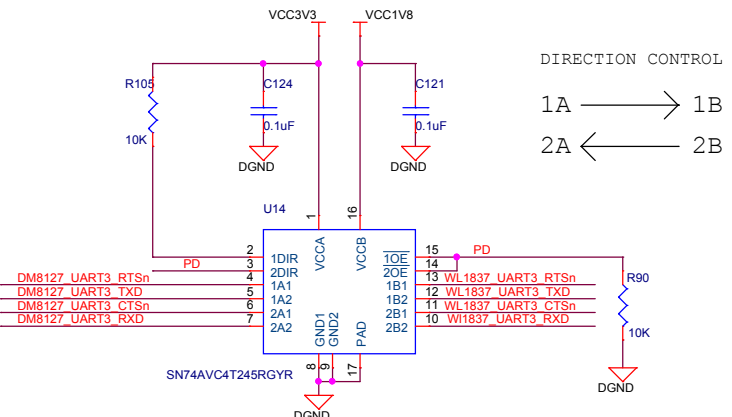 VCC3V3 VCC1V8
DIRECTION CONTROL
R105 C124 C121
1A 1B
10K 0.1uF 0.1uF
2A 2B
DGND DGND
U14
1 16
VCCA VCCB
2 1DIR 1OE 15 PD
PD 3 2DIR 2OE 14
DM8127_UART3_RTSn 4 1A1 1B1 13 WL1837_UART3_RTSn R90
DM8127_UART3_TXD 5 1A2 1B2 12 WL1837_UART3_TXD
DM8127_UART3_CTSn 6 2A1 2B1 11 WL1837_UART3_CTSn
DM8127_UART3_RXD 7 2A2 2B2 10 Wl1837_UART3_RXD
10K
GND1 GND2 PAD
8 9 17
SN74AVC4T245RGYR
DGND
DGND